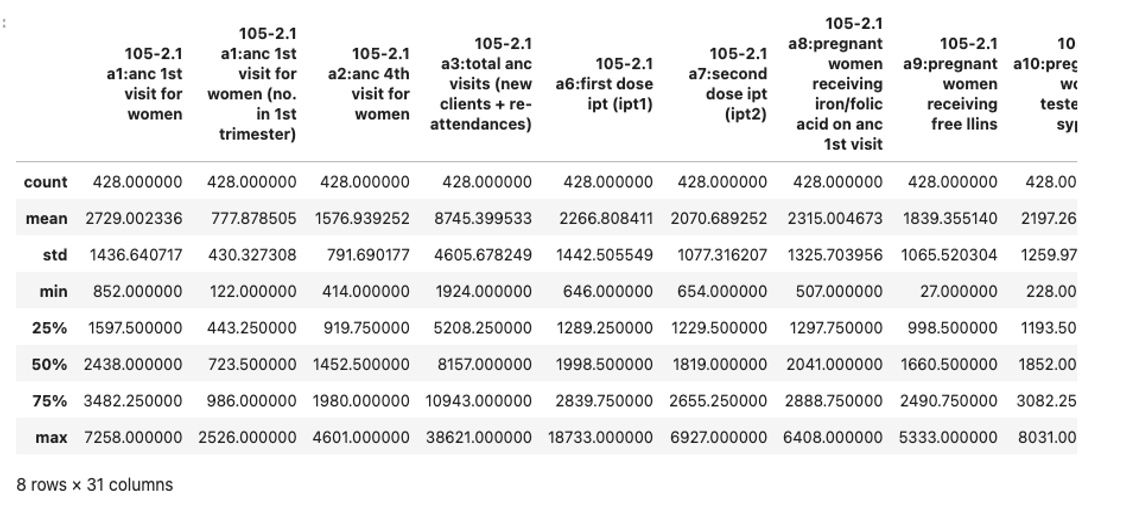 :
105-2.1 a1:anc 1st visit for women	105-2.1 a1:anc 1st visit for women (no. in 1st trimester)	105-2.1 a2:anc 4th visit for women	105-2.1 a3:total anc visits (new clients + re-attendances)	105-2.1 a6:first dose ipt (ipt1)	105-2.1 a7:second dose ipt (ipt2)	105-2.1 a8:pregnant women receiving iron/folic acid on anc 1st visit	105-2.1 a9:pregnant women receiving free llins	10 a10:preg wo teste syp
count 428.000000 428.000000 428.000000 428.000000 428.000000 428.000000 428.000000 428.000000 428.00
mean 2729.002336 777.878505 1576.939252 8745.399533 2266.808411 2070.689252 2315.004673 1839.355140 2197.26
std 1436.640717 430.327308 791.690177 4605.678249 1442.505549 1077.316207 1325.703956 1065.520304 1259.97
min 852.000000 122.000000 414.000000 1924.000000 646.000000 654.000000 507.000000 27.000000 228.00
25% 1597.500000 443.250000 919.750000 5208.250000 1289.250000 1229.500000 1297.750000 998.500000 1193.50
50% 2438.000000 723.500000 1452.500000 8157.000000 1998.500000 1819.000000 2041.000000 1660.500000 1852.00
75% 3482.250000 986.000000 1980.000000 10943.000000 2839.750000 2655.250000 2888.750000 2490.750000 3082.25
max 7258.000000 2526.000000 4601.000000 38621.000000 18733.000000 6927.000000 6408.000000 5333.000000 8031.00
8 rows × 31 columns